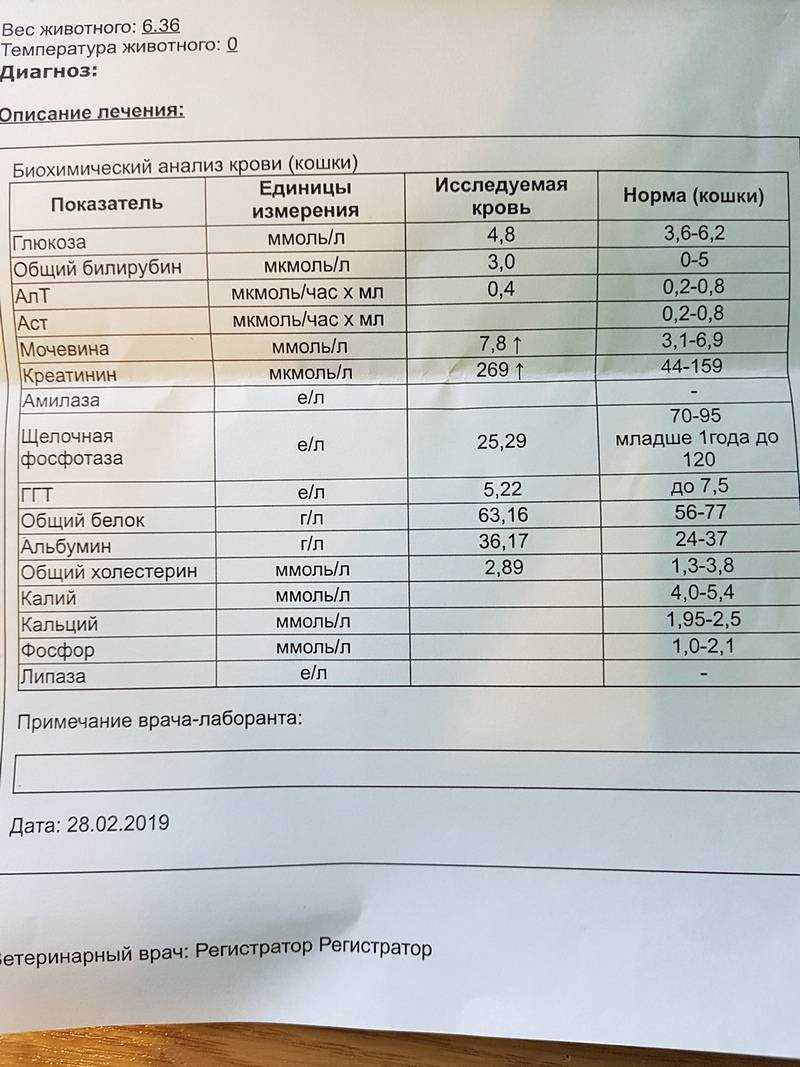 Вес животного: 6.36
Температура животного: 0
Диагноз:
Описание лечения:
Биохимический анализ крови (кошки)
Показатель Единицы измерения Исследуемая кровь Норма (кошки)
Глюкоза ммоль/л 4,8 3,6-6,2
Общий билирубин мкмоль/л 3,0 0-5
АлТ мкмоль/час х мл 0,4 0,2-0,8
Аст мкмоль/час х мл 0,2-0,8
Мочевина ммоль/л 7,8 ↑ 3,1-6,9
Креатинин мкмоль/л 269 ↑ 44-159
Амилаза е/л -
Щелочная фосфотаза е/л 25,29 70-95 младше 1года до 120
ГГТ е/л 5,22 до 7,5
Общий белок г/л 63,16 56-77
Альбумин г/л 36,17 24-37
Общий холестерин ммоль/л 2,89 1,3-3,8
Калий ммоль/л 4,0-5,4
Кальций ммоль/л 1,95-2,5
Фосфор ммоль/л 1,0-2,1
Липаза е/л -
Примечание врача-лаборанта:
Дата: 28.02.2019
Ветеринарный врач: Регистратор Регистратор